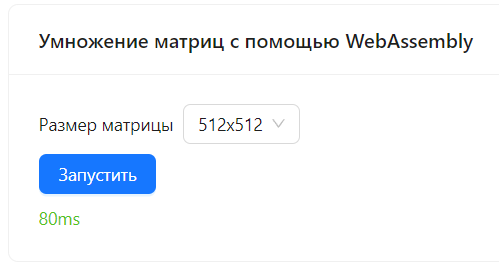 Умножение матриц с помощью WebAssembly
Размер матрицы 512x512
Запустить
80ms